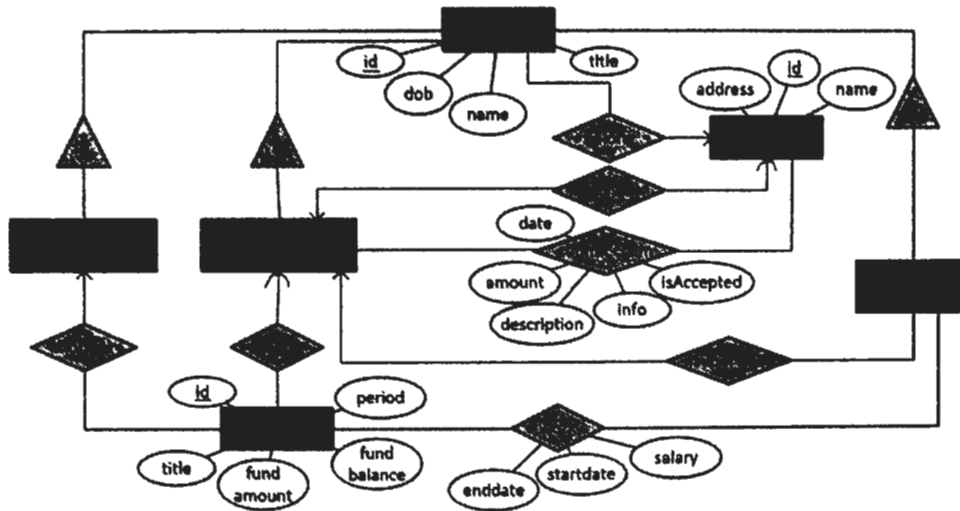 id
dob
name
title
address
id
name
date
amount
description
info
isAccepted
id
period
title
fund
amount
fund
balance
enddate
startdate
salary